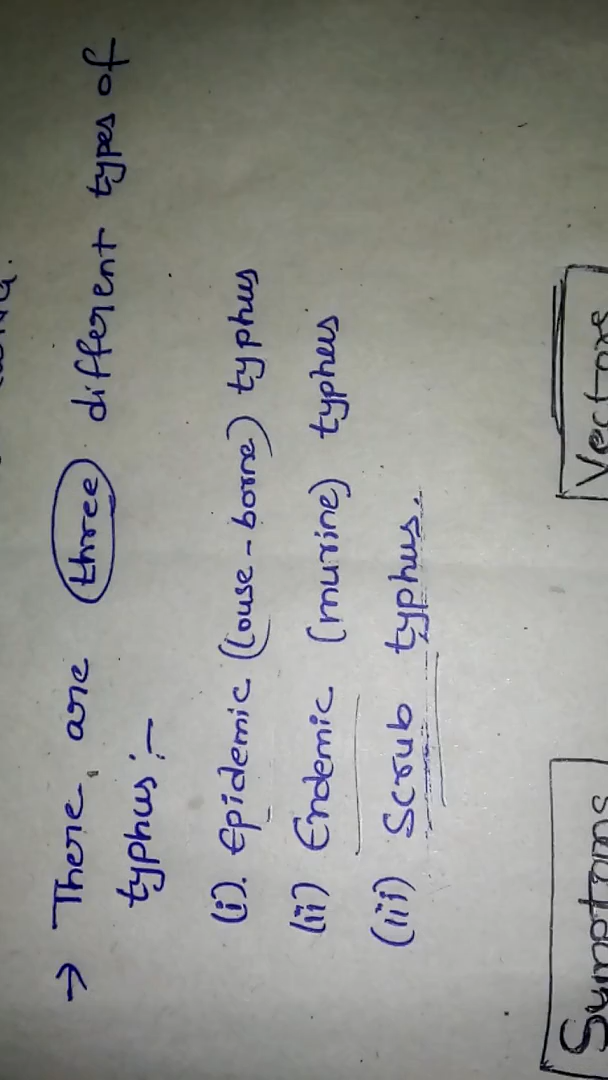 → There are three different types of
typhus:-
(i). Epidemic (louse-borne) typhus
(ii) Endemic (murine) typhus
(iii) Scrub typhus.
Symptoms Vectors